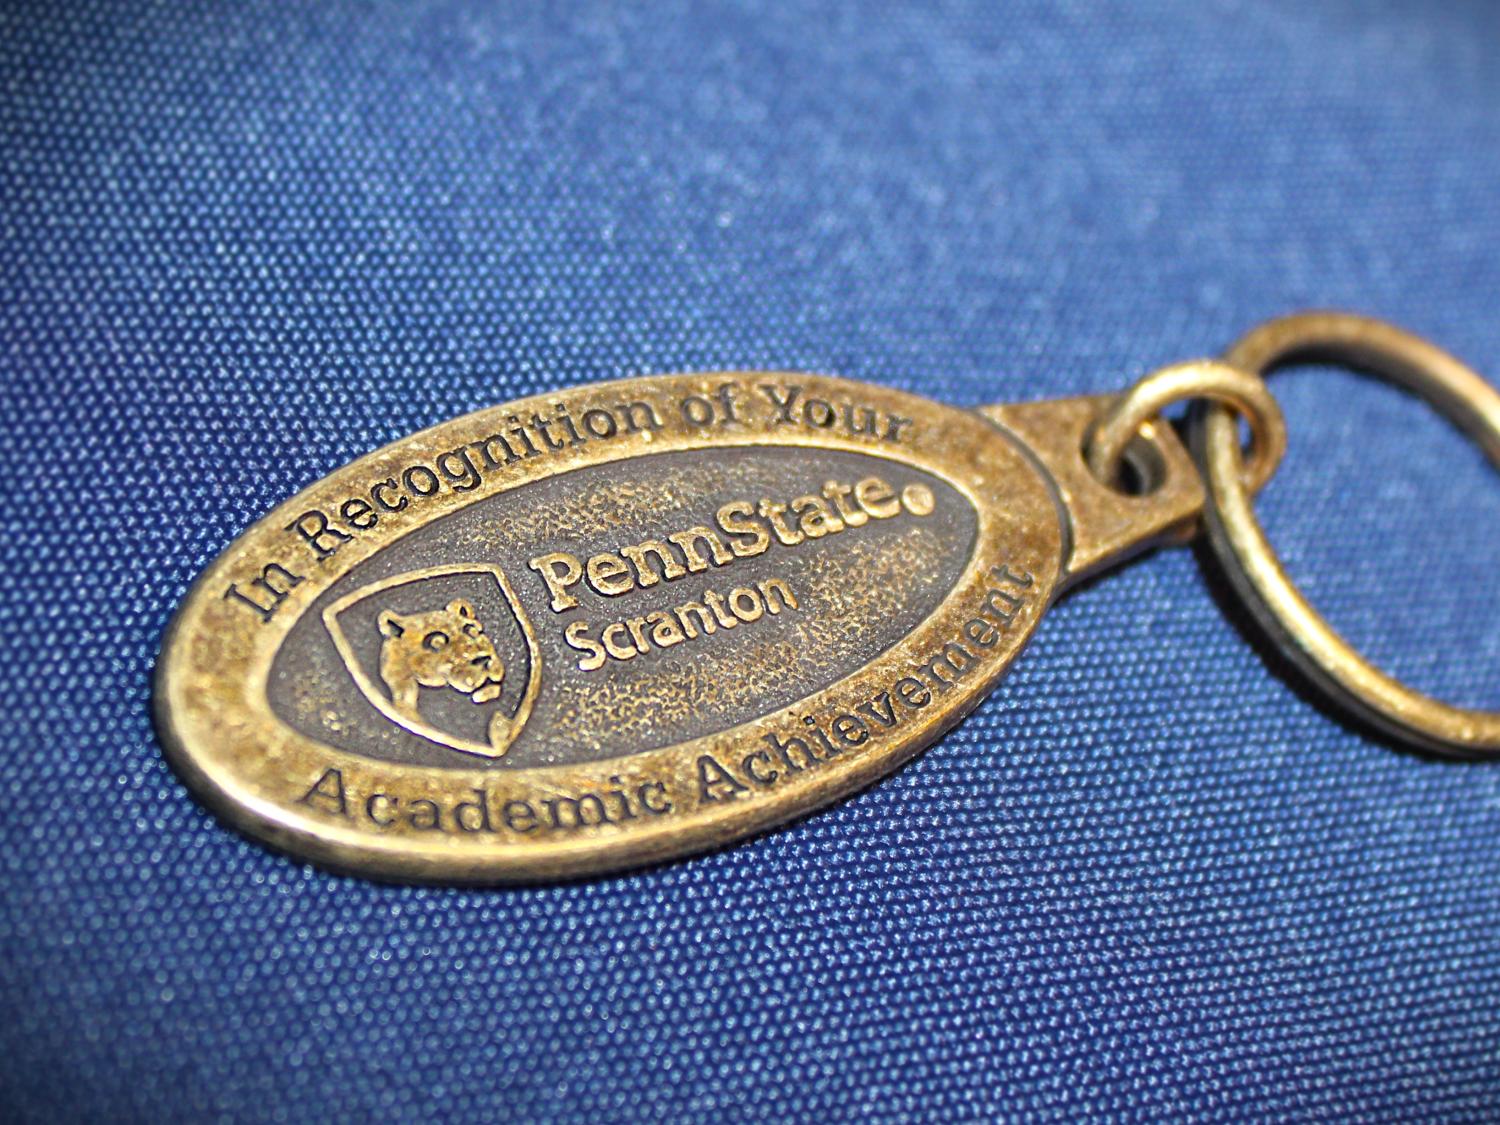 In Recognition of Your
PennState®
Scranton
Academic Achievement